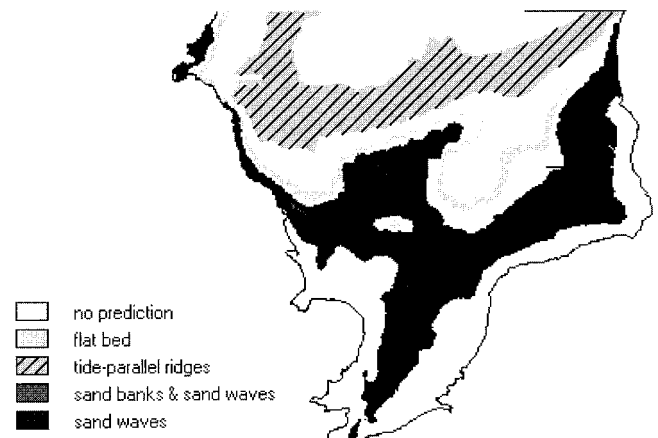 no prediction
flat bed
tide-parallel ridges
sand banks & sand waves
sand waves